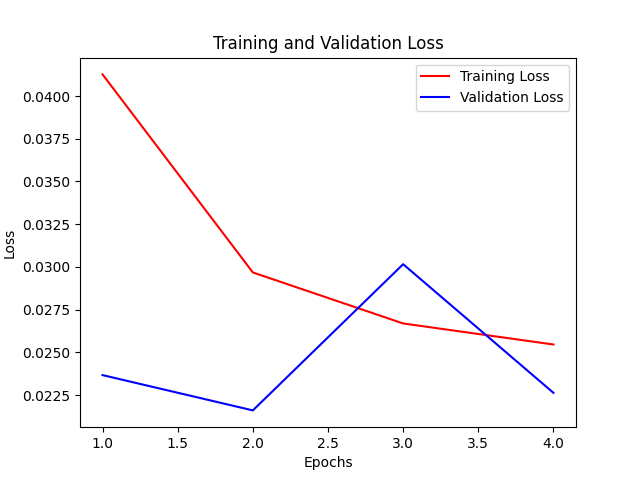 Training and Validation Loss
Training Loss
Validation Loss
0.0400
0.0375
0.0350
0.0325
0.0300
0.0275
0.0250
0.0225
Loss
1.0 1.5 2.0 2.5 3.0 3.5 4.0
Epochs